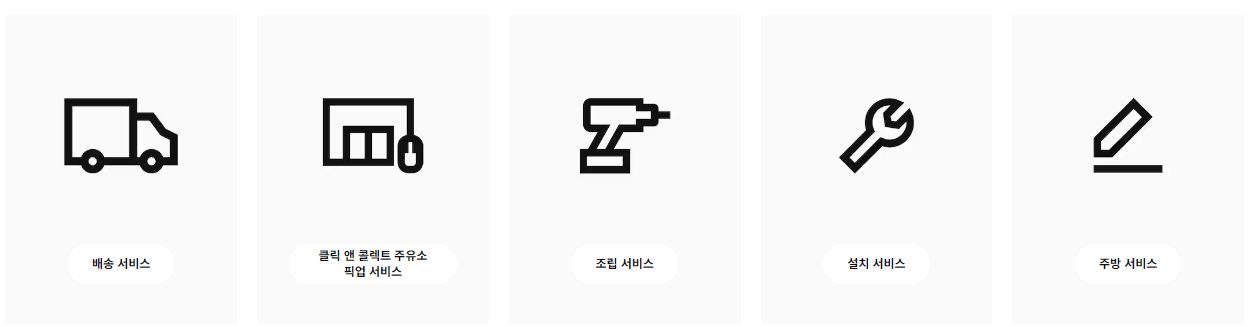 배송 서비스
클릭 앤 콜렉트 주유소
픽업 서비스
조립 서비스
설치 서비스
주방 서비스